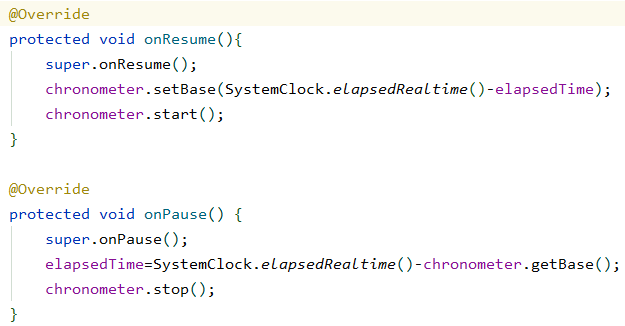 @Override
protected void onResume(){
    super.onResume();
    chronometer.setBase(SystemClock.elapsedRealtime()-elapsedTime);
    chronometer.start();
}
@Override
protected void onPause() {
    super.onPause();
    elapsedTime=SystemClock.elapsedRealtime()-chronometer.getBase();
    chronometer.stop();
}